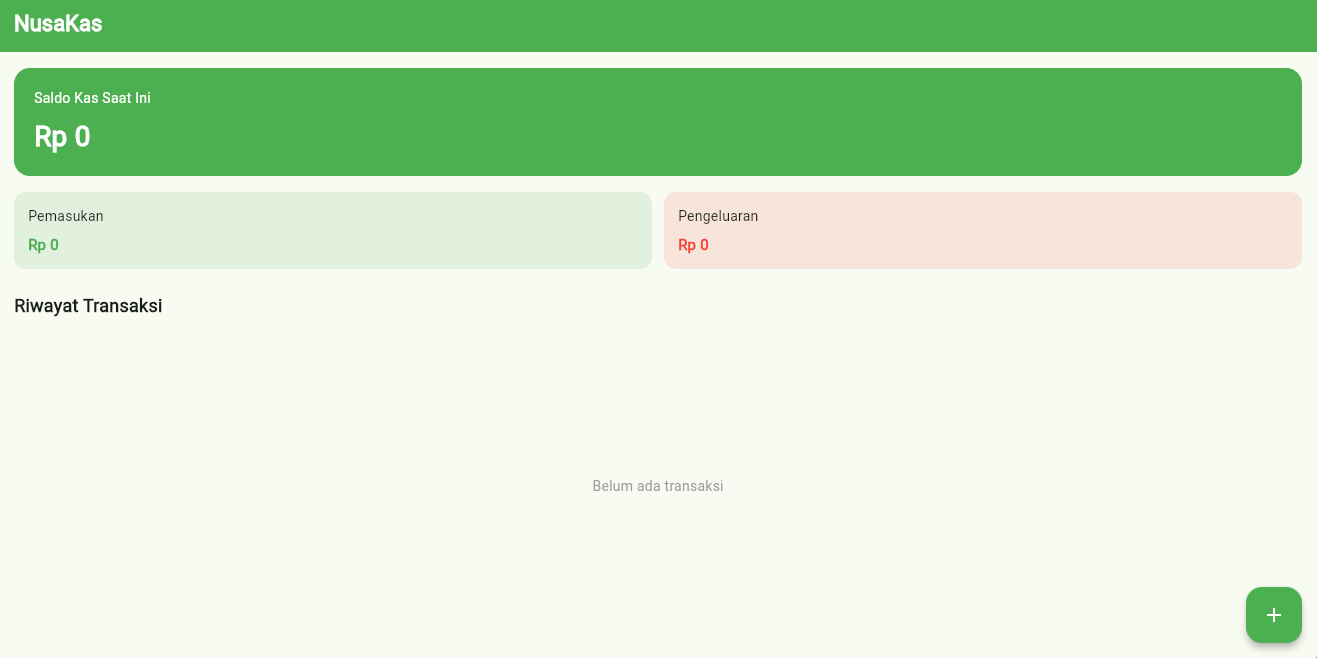 NusaKas
Saldo Kas Saat Ini
Rp 0
Pemasukan
Rp 0
Pengeluaran
Rp 0
Riwayat Transaksi
Belum ada transaksi
+